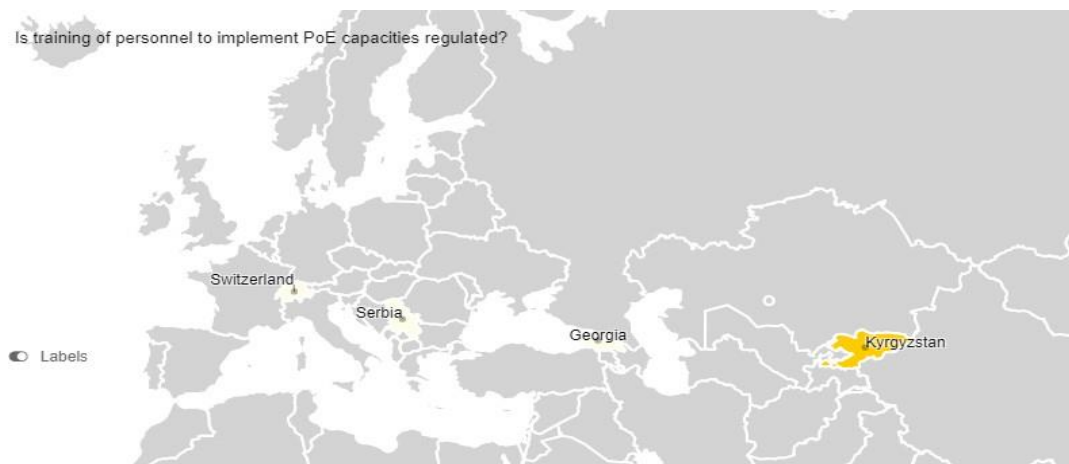 Is training of personnel to implement PoE capacities regulated?
Switzerland
Serbia
Georgia
Kyrgyzstan
Labels